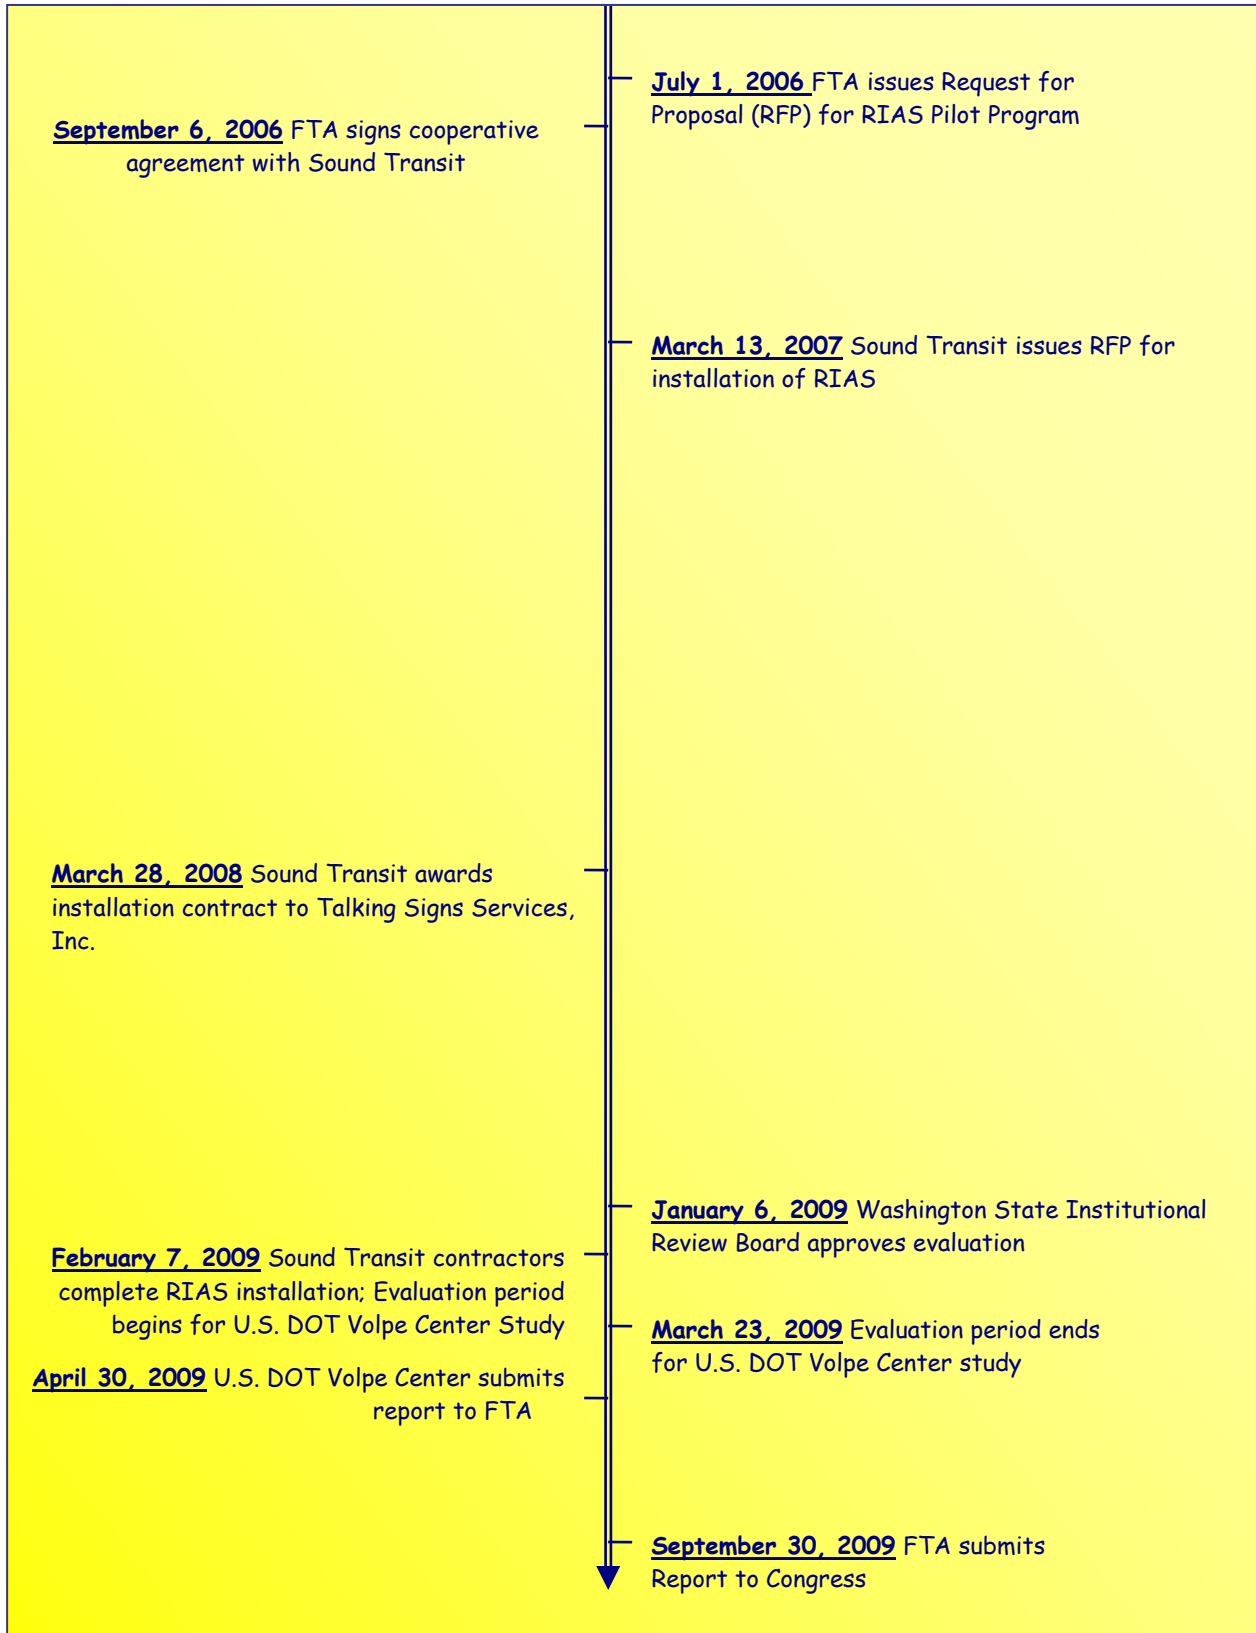 July 1, 2006 FTA issues Request for
Proposal (RFP) for RIAS Pilot Program
September 6, 2006 FTA signs cooperative
agreement with Sound Transit
March 13, 2007 Sound Transit issues RFP for
installation of RIAS
March 28, 2008 Sound Transit awards
installation contract to Talking Signs Services,
Inc.
January 6, 2009 Washington State Institutional
Review Board approves evaluation
February 7, 2009 Sound Transit contractors
complete RIAS installation; Evaluation period
begins for U.S. DOT Volpe Center Study
March 23, 2009 Evaluation period ends
for U.S. DOT Volpe Center study
April 30, 2009 U.S. DOT Volpe Center submits
report to FTA
September 30, 2009 FTA submits
Report to Congress